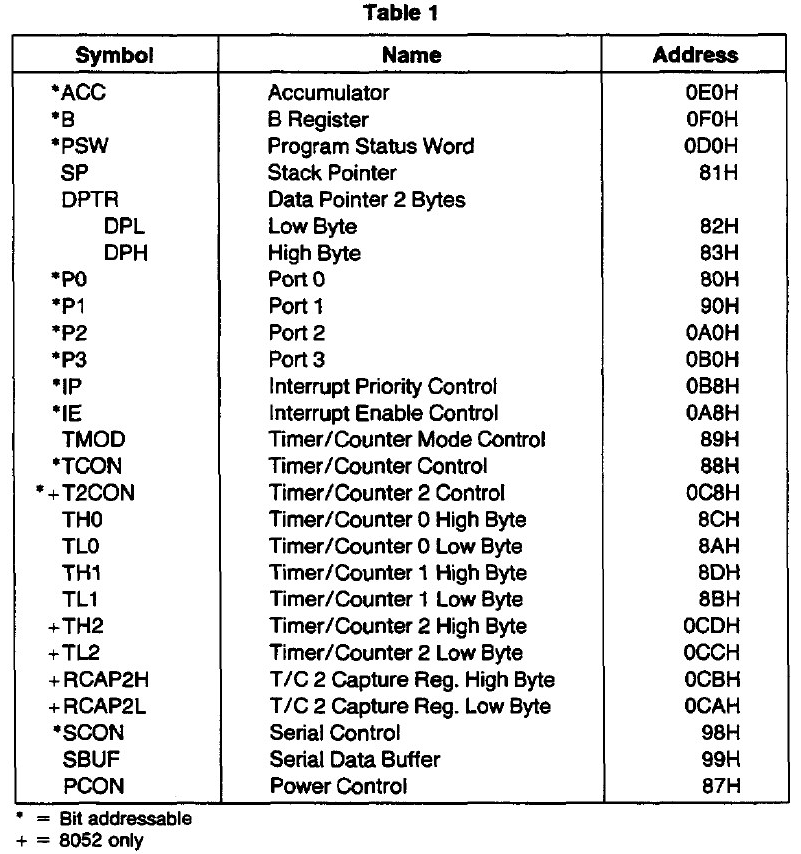 Table 1
Symbol Name Address
*ACC Accumulator 0E0H
*B B Register 0F0H
*PSW Program Status Word 0D0H
SP Stack Pointer 81H
DPTR Data Pointer 2 Bytes
DPL Low Byte 82H
DPH High Byte 83H
*P0 Port 0 80H
*P1 Port 1 90H
*P2 Port 2 0A0H
*P3 Port 3 0B0H
*IP Interrupt Priority Control 0B8H
*IE Interrupt Enable Control 0A8H
TMOD Timer/Counter Mode Control 89H
*TCON Timer/Counter Control 88H
*+T2CON Timer/Counter 2 Control 0C8H
TH0 Timer/Counter 0 High Byte 8CH
TL0 Timer/Counter 0 Low Byte 8AH
TH1 Timer/Counter 1 High Byte 8DH
TL1 Timer/Counter 1 Low Byte 8BH
+TH2 Timer/Counter 2 High Byte 0CDH
+TL2 Timer/Counter 2 Low Byte 0CCH
+RCAP2H T/C 2 Capture Reg. High Byte 0CBH
+RCAP2L T/C 2 Capture Reg. Low Byte 0CAH
*SCON Serial Control 98H
SBUF Serial Data Buffer 99H
PCON Power Control 87H
* = Bit addressable
+ = 8052 only